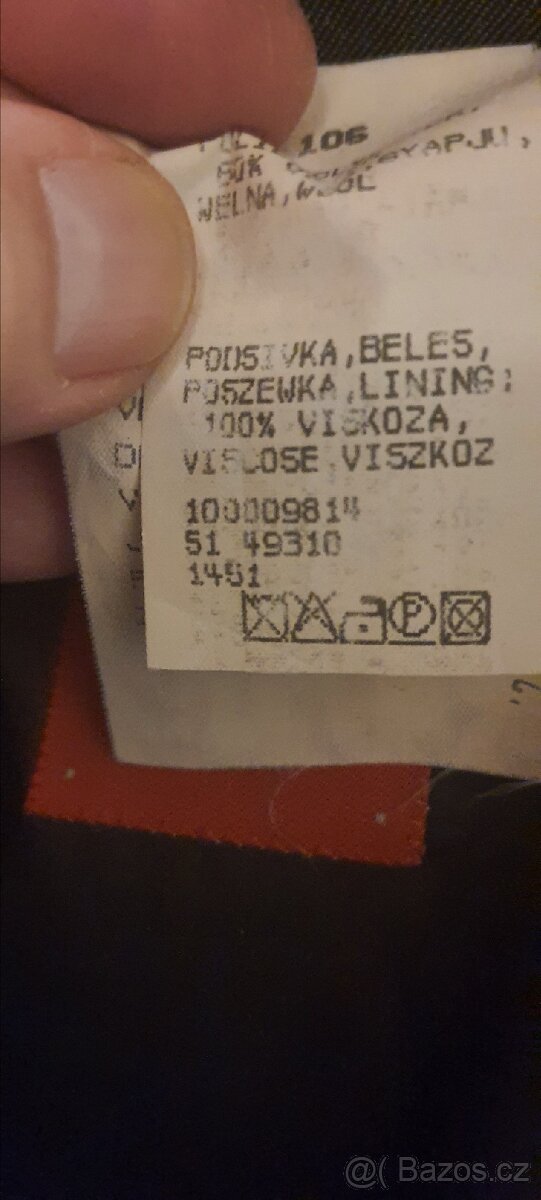 106
WELNA, WOOL
PODSIVKA,BELES,
POSZEWKA,LINING:
100% VISKOZA,
VISCOSE,VISZKOZ
100009814
51 49310
1451
P
@( Bazos.cz